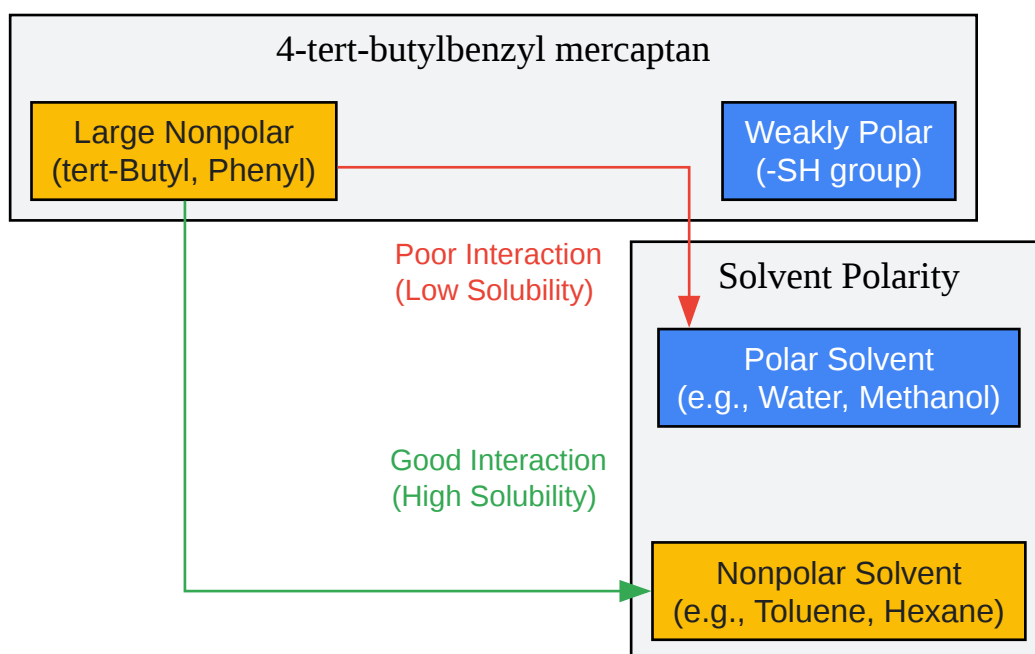 4-tert-butylbenzyl mercaptan
Large Nonpolar
(tert-Butyl, Phenyl)
Weakly Polar
(-SH group)
Poor Interaction
(Low Solubility)
Solvent Polarity
Polar Solvent
(e.g., Water, Methanol)
Good Interaction
(High Solubility)
Nonpolar Solvent
(e.g., Toluene, Hexane)